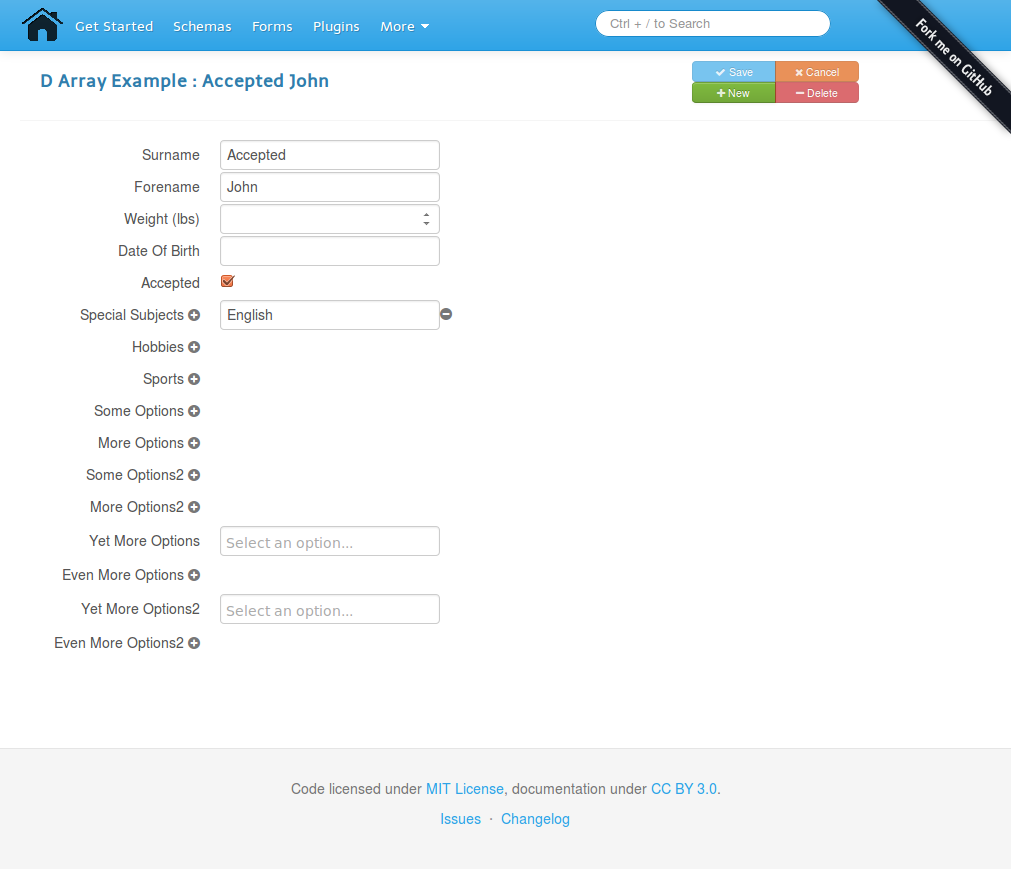 Get Started Schemas Forms Plugins More Ctrl + / to Search
Fork me on GitHub
D Array Example : Accepted John
Save Cancel
New Delete
Surname Accepted
Forename John
Weight (lbs)
Date Of Birth
Accepted
Special Subjects English
Hobbies
Sports
Some Options
More Options
Some Options2
More Options2
Yet More Options Select an option...
Even More Options
Yet More Options2 Select an option...
Even More Options2
Code licensed under MIT License, documentation under CC BY 3.0.
Issues · Changelog